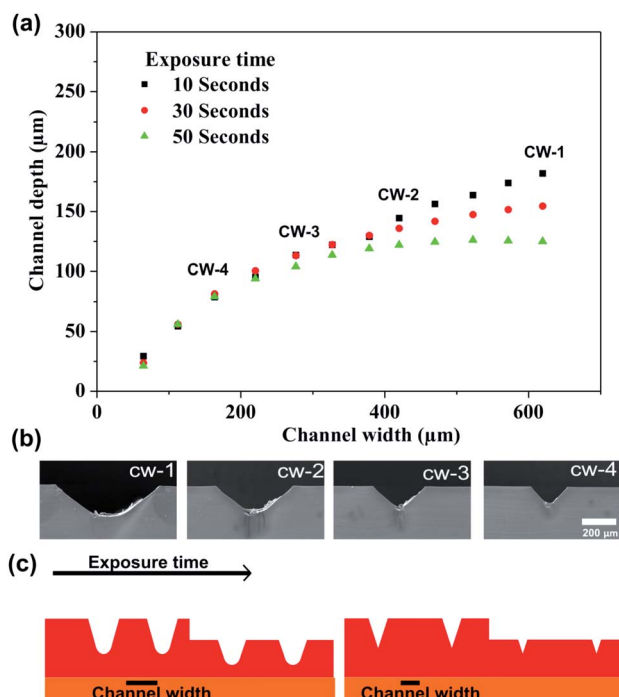 (a)
300
250
200
150
100
50
0
Channel depth (μm)
Exposure time
10 Seconds
30 Seconds
50 Seconds
CW-1
CW-2
CW-3
CW-4
0 200 400 600
Channel width (μm)
(b)
cw-1 cw-2 cw-3 cw-4
200 μm
(c)
Exposure time
Channel width Channel width